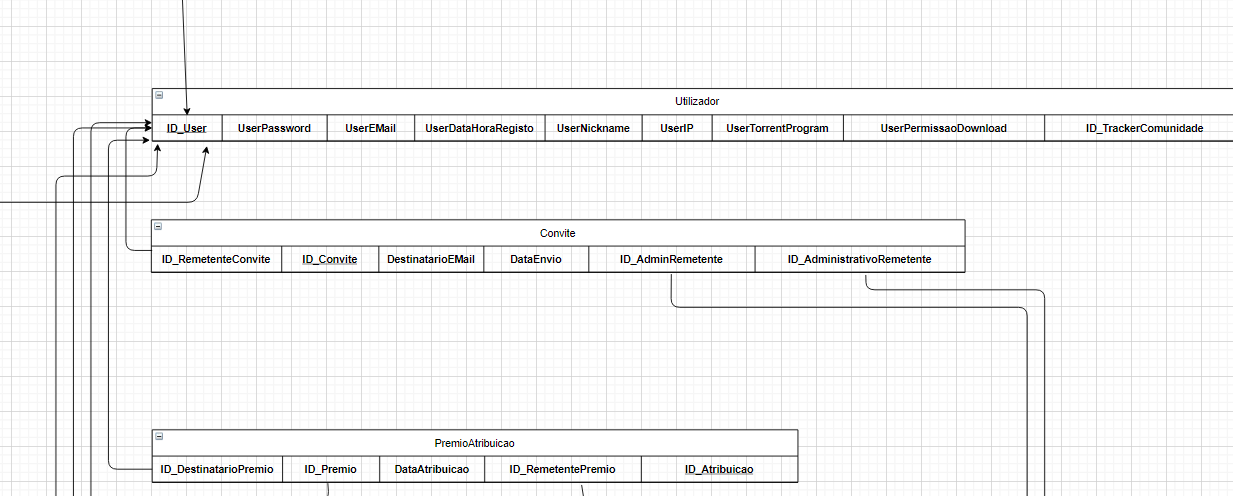 Utilizador
ID_User UserPassword UserEMail UserDataHoraRegisto UserNickname UserIP UserTorrentProgram UserPermissaoDownload ID_TrackerComunidade
Convite
ID_RemetenteConvite ID_Convite DestinatarioEMail DataEnvio ID_AdminRemetente ID_AdministrativoRemetente
PremioAtribuicao
ID_DestinatarioPremio ID_Premio DataAtribuicao ID_RemetentePremio ID_Atribuicao